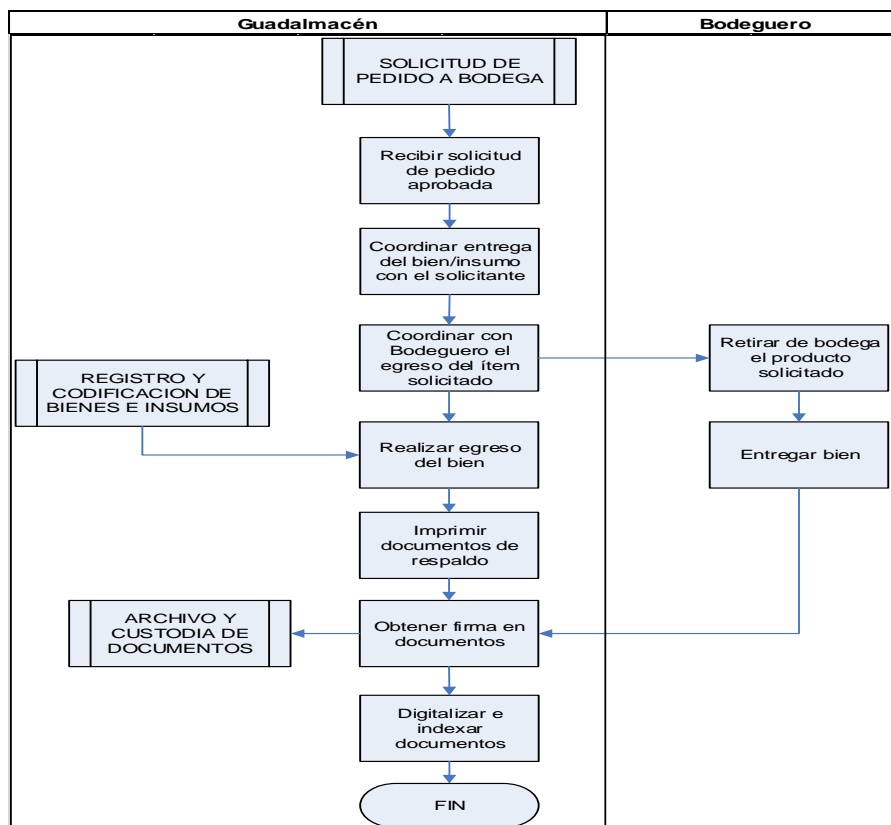 Guadalmacén
Bodeguero
SOLICITUD DE
PEDIDO A BODEGA
Recibir solicitud
de pedido
aprobada
Coordinar entrega
del bien/insumo
con el solicitante
Coordinar con
Bodeguero el
egreso del ítem
solicitado
Retirar de bodega
el producto
solicitado
REGISTRO Y
CODIFICACION DE
BIENES E INSUMOS
Realizar egreso
del bien
Entregar bien
Imprimir
documentos de
respaldo
ARCHIVO Y
CUSTODIA DE
DOCUMENTOS
Obtener firma en
documentos
Digitalizar e
indexar
documentos
FIN